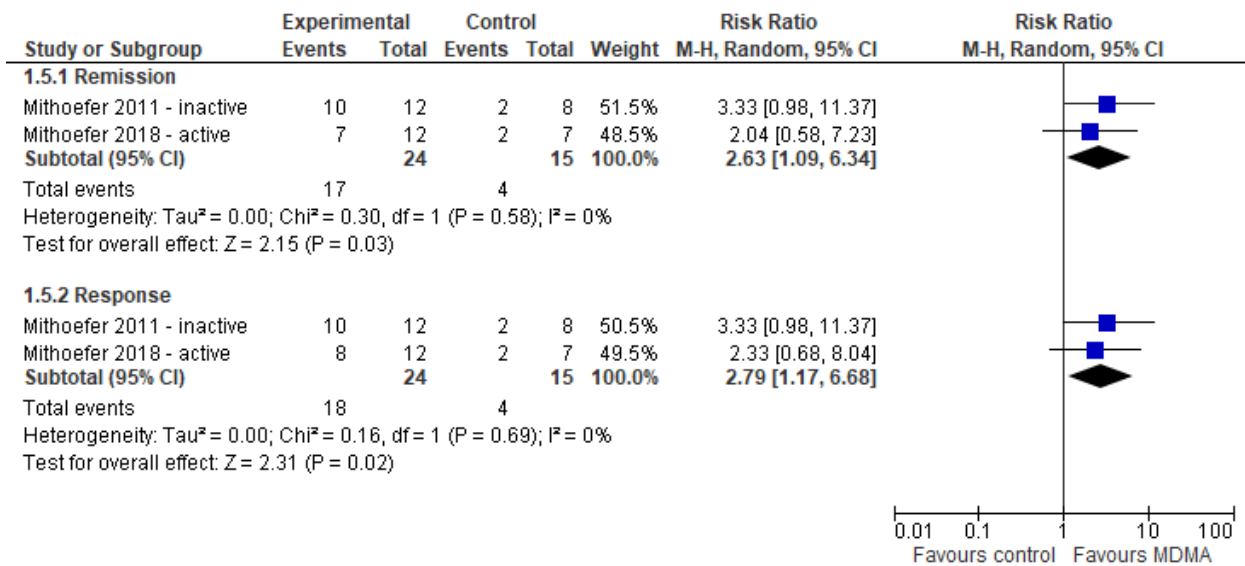 Experimental Control Risk Ratio Risk Ratio
Study or Subgroup Events Total Events Total Weight M-H, Random, 95% CI M-H, Random, 95% CI
1.5.1 Remission
Mithoefer 2011 - inactive 10 12 2 8 51.5% 3.33 [0.98, 11.37]
Mithoefer 2018 - active 7 12 2 7 48.5% 2.04 [0.58, 7.23]
Subtotal (95% CI) 24 15 100.0% 2.63 [1.09, 6.34]
Total events 17 4
Heterogeneity: Tau² = 0.00; Chi² = 0.30, df = 1 (P = 0.58); I² = 0%
Test for overall effect: Z = 2.15 (P = 0.03)
1.5.2 Response
Mithoefer 2011 - inactive 10 12 2 8 50.5% 3.33 [0.98, 11.37]
Mithoefer 2018 - active 8 12 2 7 49.5% 2.33 [0.68, 8.04]
Subtotal (95% CI) 24 15 100.0% 2.79 [1.17, 6.68]
Total events 18 4
Heterogeneity: Tau² = 0.00; Chi² = 0.16, df = 1 (P = 0.69); I² = 0%
Test for overall effect: Z = 2.31 (P = 0.02)
0.01 0.1 1 10 100
Favours control Favours MDMA